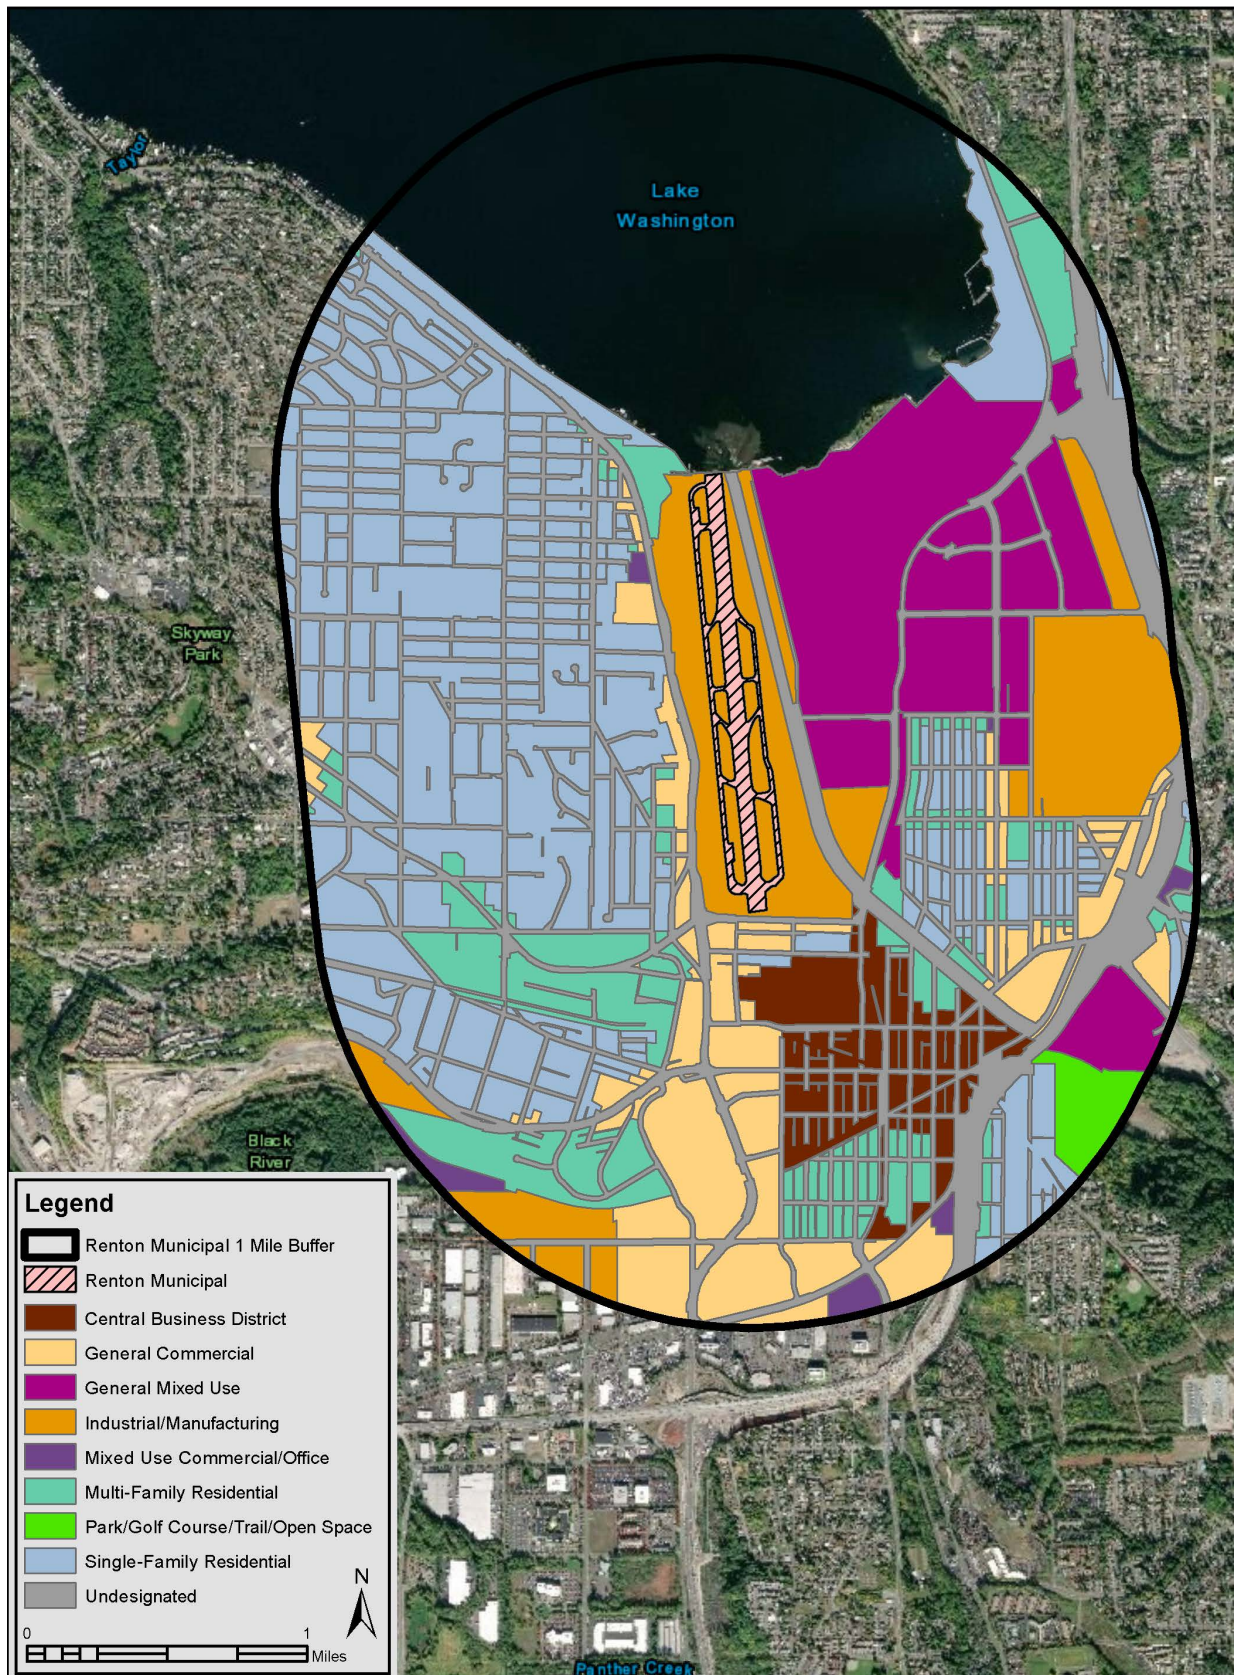 Taylor
Lake
Washington
Skyway
Park
Black
River
Legend
Renton Municipal 1 Mile Buffer
Renton Municipal
Central Business District
General Commercial
General Mixed Use
Industrial/Manufacturing
Mixed Use Commercial/Office
Multi-Family Residential
Park/Golf Course/Trail/Open Space
Single-Family Residential
Undesignated
N
0 1
Miles
Panther Creek